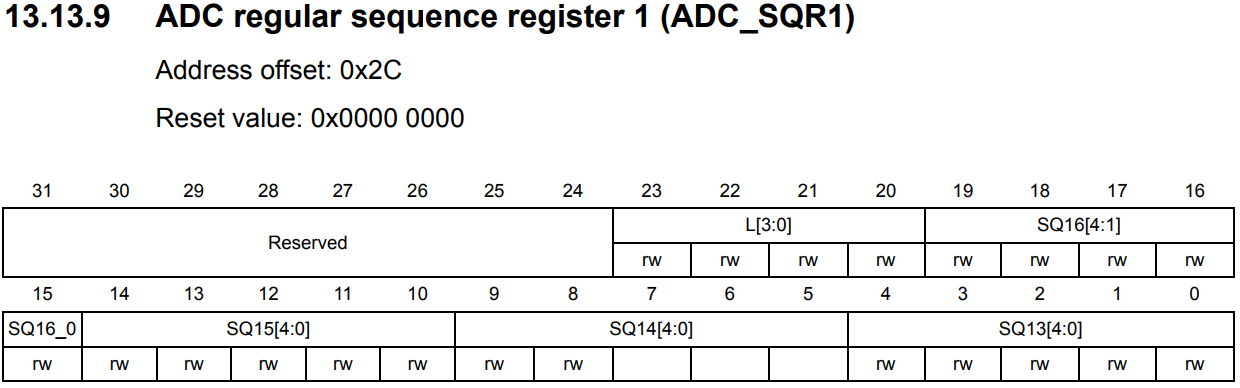 13.13.9 ADC regular sequence register 1 (ADC_SQR1)
Address offset: 0x2C
Reset value: 0x0000 0000
31 30 29 28 27 26 25 24 23 22 21 20 19 18 17 16
Reserved L[3:0] SQ16[4:1]
rw rw rw rw rw rw rw rw
15 14 13 12 11 10 9 8 7 6 5 4 3 2 1 0
SQ16_0 SQ15[4:0] SQ14[4:0] SQ13[4:0]
rw rw rw rw rw rw rw rw rw rw rw rw rw